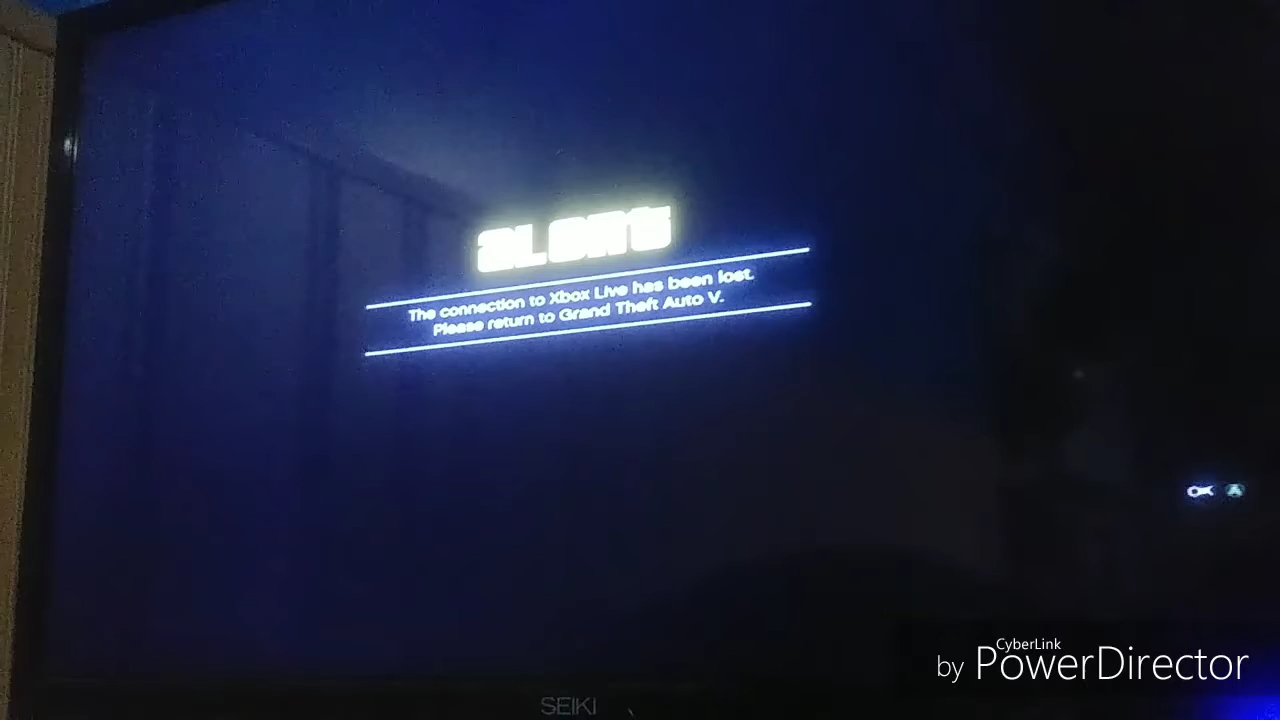 aLERT
The connection to Xbox Live has been lost.
Please return to Grand Theft Auto V.
OK A
CyberLink
by PowerDirector
SEIKI